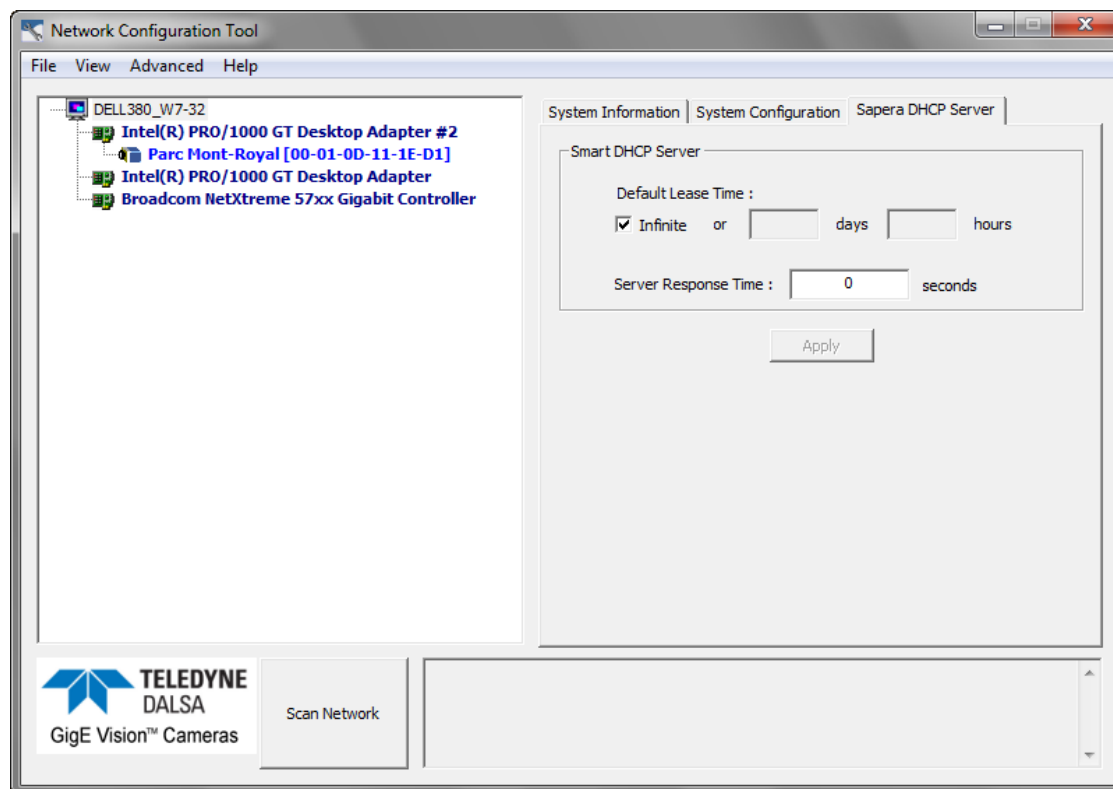 Network Configuration Tool
File View Advanced Help
DELL380_W7-32
Intel(R) PRO/1000 GT Desktop Adapter #2
Parc Mont-Royal [00-01-0D-11-1E-D1]
Intel(R) PRO/1000 GT Desktop Adapter
Broadcom NetXtreme 57xx Gigabit Controller
System Information System Configuration Sapera DHCP Server
Smart DHCP Server
Default Lease Time :
Infinite or days hours
Server Response Time : 0 seconds
Apply
TELEDYNE
DALSA
GigE Vision™ Cameras
Scan Network